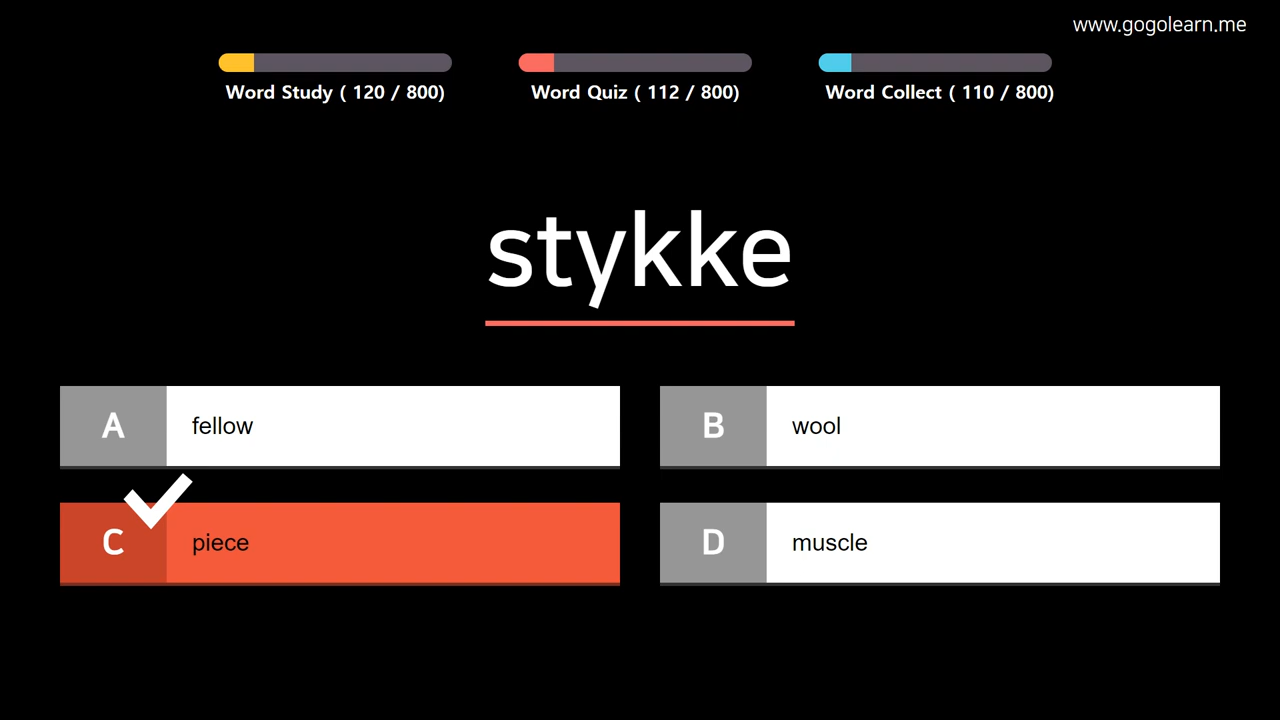 www.gogolearn.me
Word Study ( 120 / 800)
Word Quiz ( 112 / 800)
Word Collect ( 110 / 800)
stykke
A fellow
B wool
C piece
D muscle